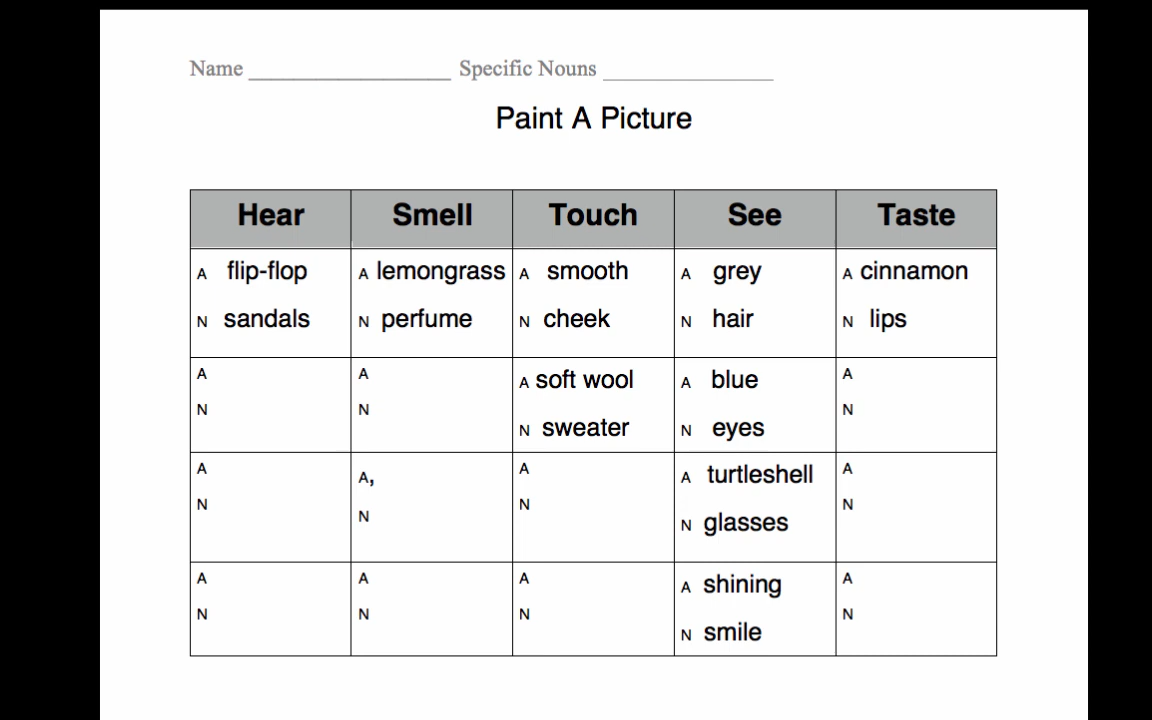 Name __________________ Specific Nouns _______________
Paint A Picture
Hear Smell Touch See Taste
A flip-flop A lemongrass A smooth A grey A cinnamon
N sandals N perfume N cheek N hair N lips
A A A soft wool A blue A
N N N sweater N eyes N
A A, A A turtleshell A
N N N N glasses N
A A A A shining A
N N N N smile N